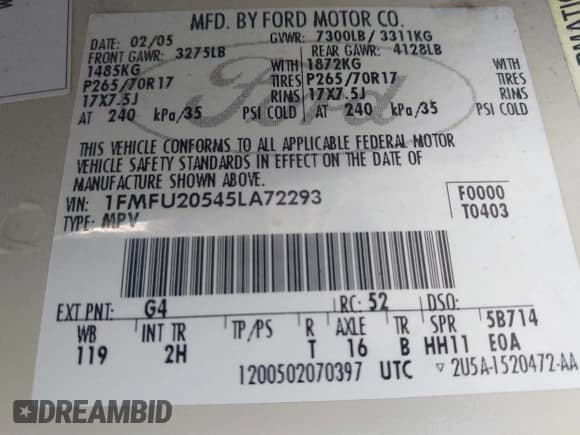 MFD. BY FORD MOTOR CO.
DATE: 02/05 GVWR: 7300LB / 3311KG
FRONT GAWR: 3275LB REAR GAWR: 4128LB
1485KG WITH 1872KG WITH
P265/70R17 TIRES P265/70R17 TIRES
17X7.5J RIMS 17X7.5J RIMS
AT 240 kPa/35 PSI COLD AT 240 kPa/35 PSI COLD
Ford
THIS VEHICLE CONFORMS TO ALL APPLICABLE FEDERAL MOTOR
VEHICLE SAFETY STANDARDS IN EFFECT ON THE DATE OF
MANUFACTURE SHOWN ABOVE.
VIN: 1FMFU20545LA72293 F0000
TYPE: MPV T0403
EXT PNT: G4 RC: 52 DSO:
WB INT TR TP/PS R AXLE TR SPR 5B714
119 2H T 16 B HH11 E0A
1200502070397 UTC ▽ 2U5A-1520472-AA
DREAMBID